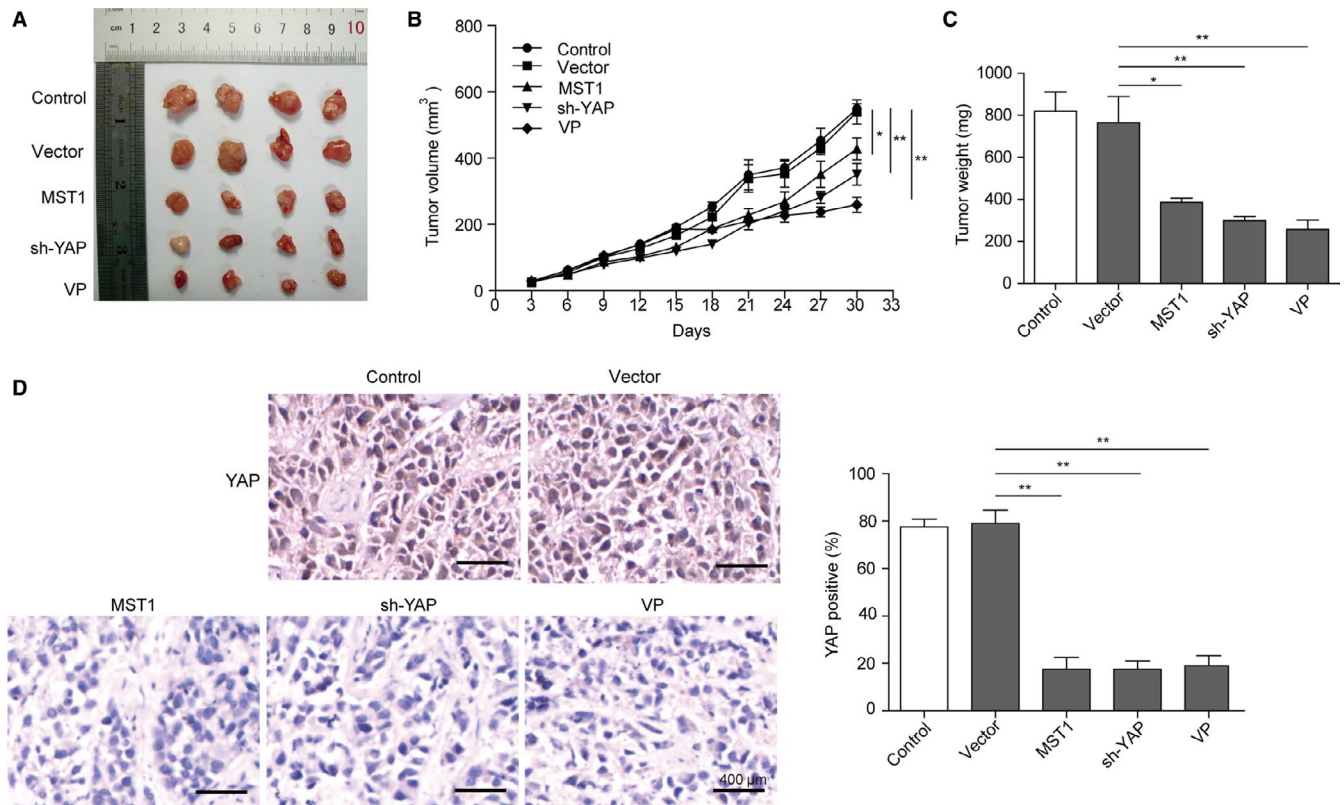 A
cm 1 2 3 4 5 6 7 8 9 10
1
2
3
Control
Vector
MST1
sh-YAP
VP
B
Tumor volume (mm³)
800
600
400
200
0
0 3 6 9 12 15 18 21 24 27 30 33
Days
Control
Vector
MST1
sh-YAP
VP
* ** **
C
Tumor weight (mg)
1000
800
600
400
200
0
**
**
*
Control Vector MST1 sh-YAP VP
D
Control Vector
YAP
MST1 sh-YAP VP
400 µm
YAP positive (%)
100
80
60
40
20
0
**
**
**
Control Vector MST1 sh-YAP VP